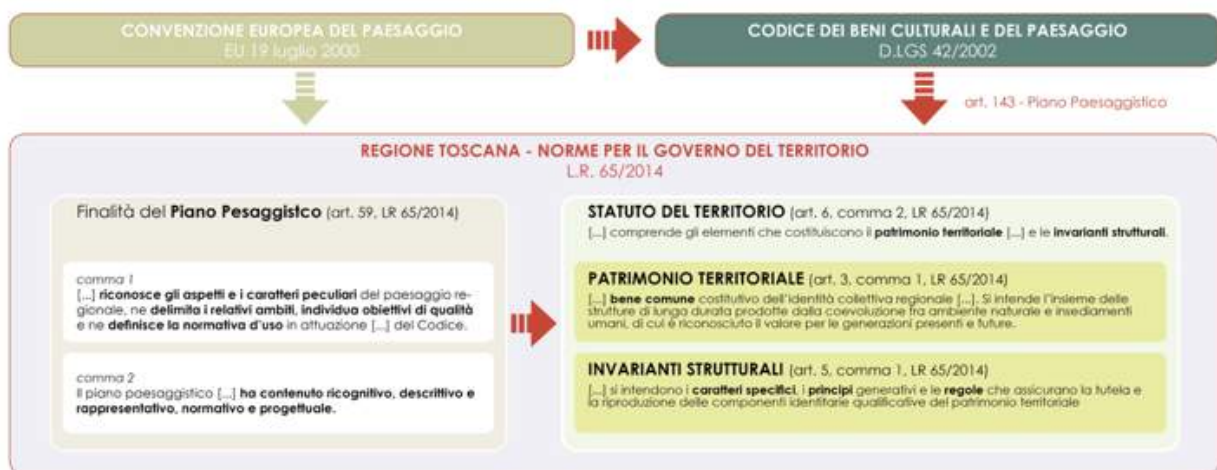 CONVENZIONE EUROPEA DEL PAESAGGIO
EU 19 luglio 2000
CODICE DEI BENI CULTURALI E DEL PAESAGGIO
D.LGS 42/2002
art. 143 - Piano Paesaggistico
REGIONE TOSCANA - NORME PER IL GOVERNO DEL TERRITORIO
L.R. 65/2014
Finalità del Piano Pesaggistco (art. 59, LR 65/2014)
comma 1
[...] riconosce gli aspetti e i caratteri peculiari del paesaggio re-
gionale, ne delimita i relativi ambiti, individua obiettivi di qualità
e ne definisce la normativa d'uso in attuazione [...] del Codice.
comma 2
Il piano paesaggistico [...] ha contenuto ricognitivo, descrittivo e
rappresentativo, normativo e progettuale.
STATUTO DEL TERRITORIO (art. 6, comma 2, LR 65/2014)
[...] comprende gli elementi che costituiscono il patrimonio territoriale [...] e le invarianti strutturali.
PATRIMONIO TERRITORIALE (art. 3, comma 1, LR 65/2014)
[...] bene comune costitutivo dell'identità collettiva regionale [...]. Si intende l'insieme delle
strutture di lunga durata prodotte dalla coevoluzione fra ambiente naturale e insediamenti
umani, di cui è riconosciuto il valore per le generazioni presenti e future.
INVARIANTI STRUTTURALI (art. 5, comma 1, LR 65/2014)
[...] si intendono i caratteri specifici, i principi generativi e le regole che assicurano la tutela e
la riproduzione delle componenti identitarie qualificative del patrimonio territoriale